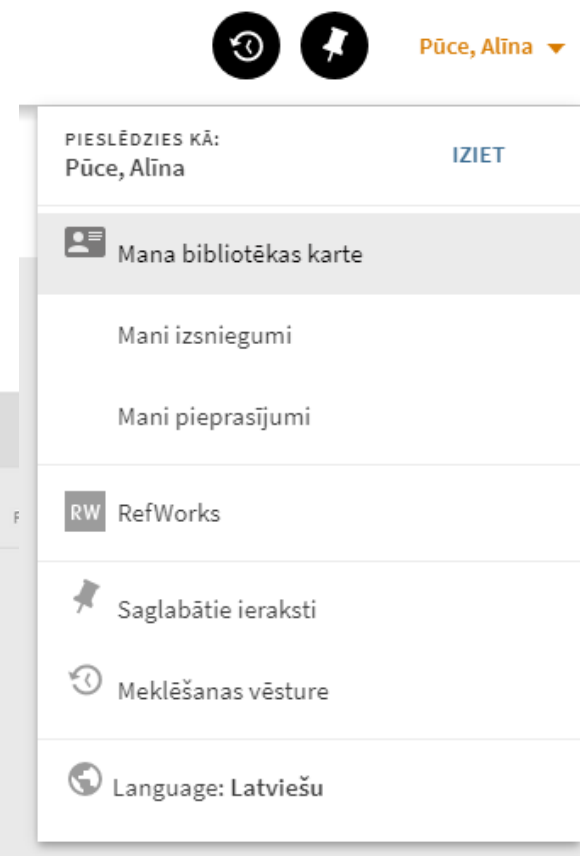 Pūce, Alīna
PIESLĒDZIES KĀ:
Pūce, Alīna
IZIET
Mana bibliotēkas karte
Mani izsniegumi
Mani pieprasījumi
RW RefWorks
Saglabātie ieraksti
Meklēšanas vēsture
Language: Latviešu